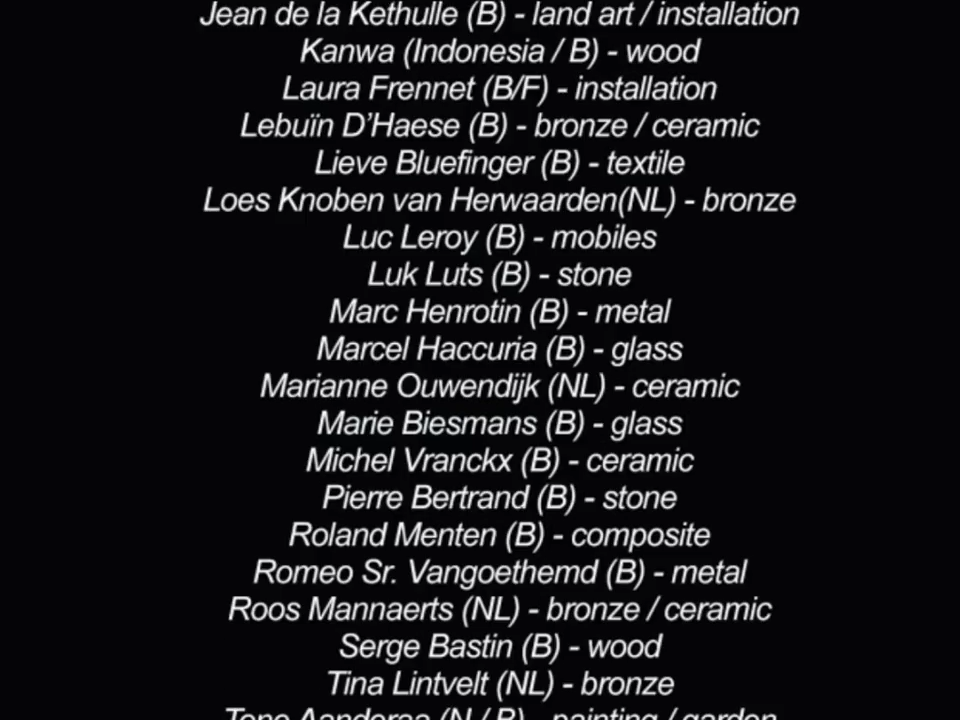 Jean de la Kethulle (B) - land art / installation
Kanwa (Indonesia / B) - wood
Laura Frennet (B/F) - installation
Lebuïn D'Haese (B) - bronze / ceramic
Lieve Bluefinger (B) - textile
Loes Knoben van Herwaarden(NL) - bronze
Luc Leroy (B) - mobiles
Luk Luts (B) - stone
Marc Henrotin (B) - metal
Marcel Haccuria (B) - glass
Marianne Ouwendijk (NL) - ceramic
Marie Biesmans (B) - glass
Michel Vranckx (B) - ceramic
Pierre Bertrand (B) - stone
Roland Menten (B) - composite
Romeo Sr. Vangoethemd (B) - metal
Roos Mannaerts (NL) - bronze / ceramic
Serge Bastin (B) - wood
Tina Lintvelt (NL) - bronze
(N / B) - painting / garden